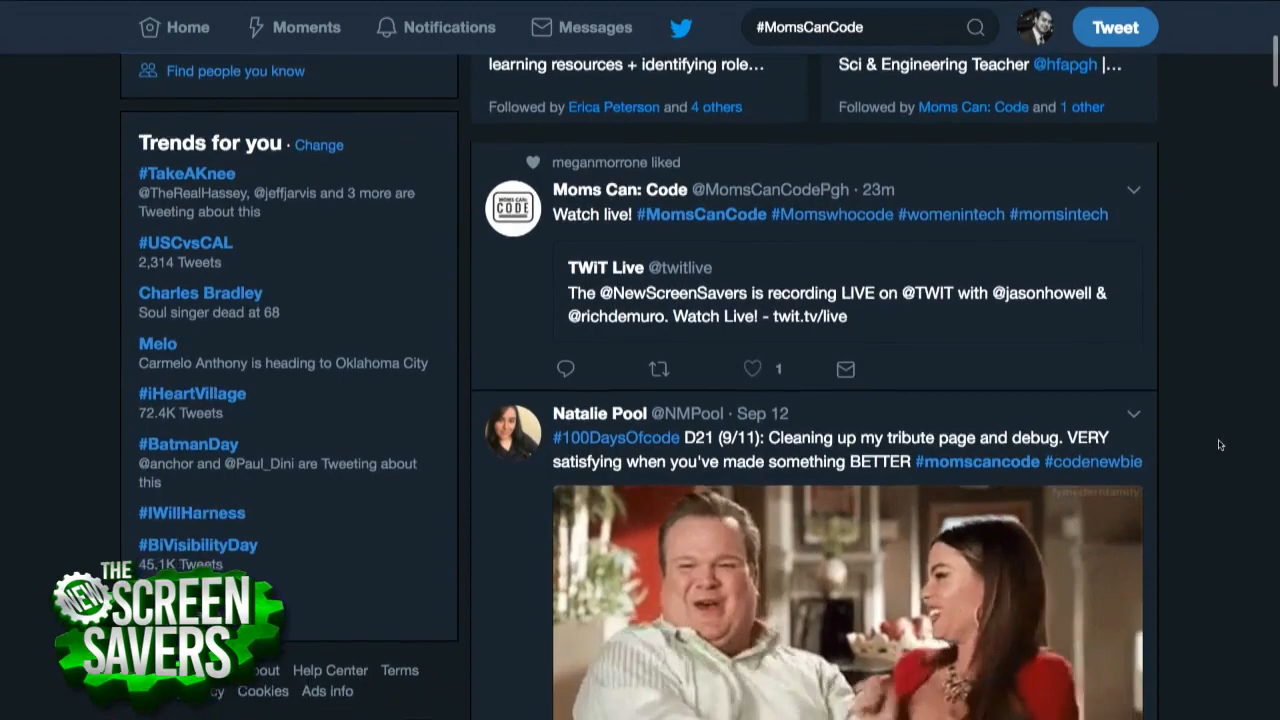 Home Moments Notifications Messages #MomsCanCode Tweet
Find people you know
Trends for you · Change
#TakeAKnee
@TheRealHassey, @jeffjarvis and 3 more are
Tweeting about this
#USCvsCAL
2,314 Tweets
Charles Bradley
Soul singer dead at 68
Melo
Carmelo Anthony is heading to Oklahoma City
#iHeartVillage
72.4K Tweets
#BatmanDay
@anchor and @Paul_Dini are Tweeting about
this
#IWillHarness
#BiVisibilityDay
45.1K Tweets
Help Center Terms
Cookies Ads info
learning resources + identifying role...
Followed by Erica Peterson and 4 others
Sci & Engineering Teacher @hfapgh |...
Followed by Moms Can: Code and 1 other
meganmorrone liked
Moms Can: Code @MomsCanCodePgh · 23m
Watch live! #MomsCanCode #Momswhocode #womenintech #momsintech
TWiT Live @twitlive
The @NewScreenSavers is recording LIVE on @TWIT with @jasonhowell &
@richdemuro. Watch Live! - twit.tv/live
1
Natalie Pool @NMPool · Sep 12
#100DaysOfcode D21 (9/11): Cleaning up my tribute page and debug. VERY
satisfying when you've made something BETTER #momscancode #codenewbie
MOMS CAN:
CODE
THE
NEW
SCREEN
SAVERS